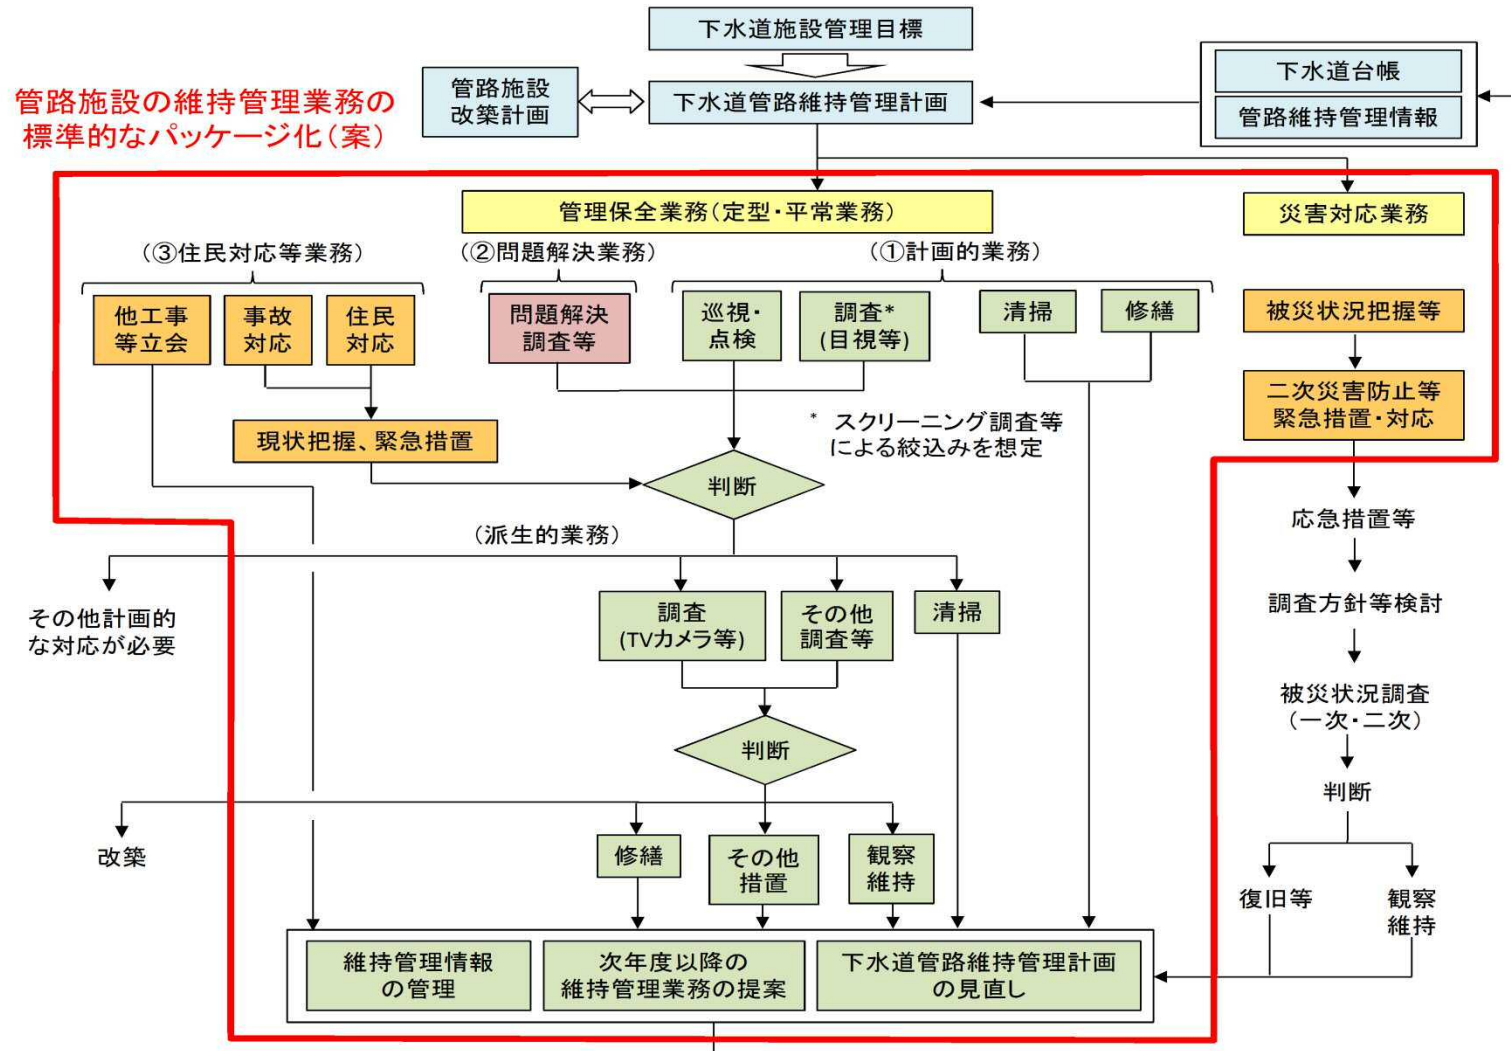 下水道施設管理目標
管路施設
改築計画
下水道管路維持管理計画
下水道台帳
管路維持管理情報
管路施設の維持管理業務の
標準的なパッケージ化（案）
管理保全業務（定型・平常業務）
災害対応業務
（③住民対応等業務）
（②問題解決業務）
（①計画的業務）
他工事
等立会
事故
対応
住民
対応
問題解決
調査等
巡視・
点検
調査*
(目視等)
清掃
修繕
被災状況把握等
二次災害防止等
緊急措置・対応
* スクリーニング調査等
による絞込みを想定
現状把握、緊急措置
判断
応急措置等
（派生的業務）
その他計画的
な対応が必要
調査
(TVカメラ等)
その他
調査等
清掃
調査方針等検討
被災状況調査
（一次・二次）
判断
判断
改築
修繕
その他
措置
観察
維持
復旧等
観察
維持
維持管理情報
の管理
次年度以降の
維持管理業務の提案
下水道管路維持管理計画
の見直し